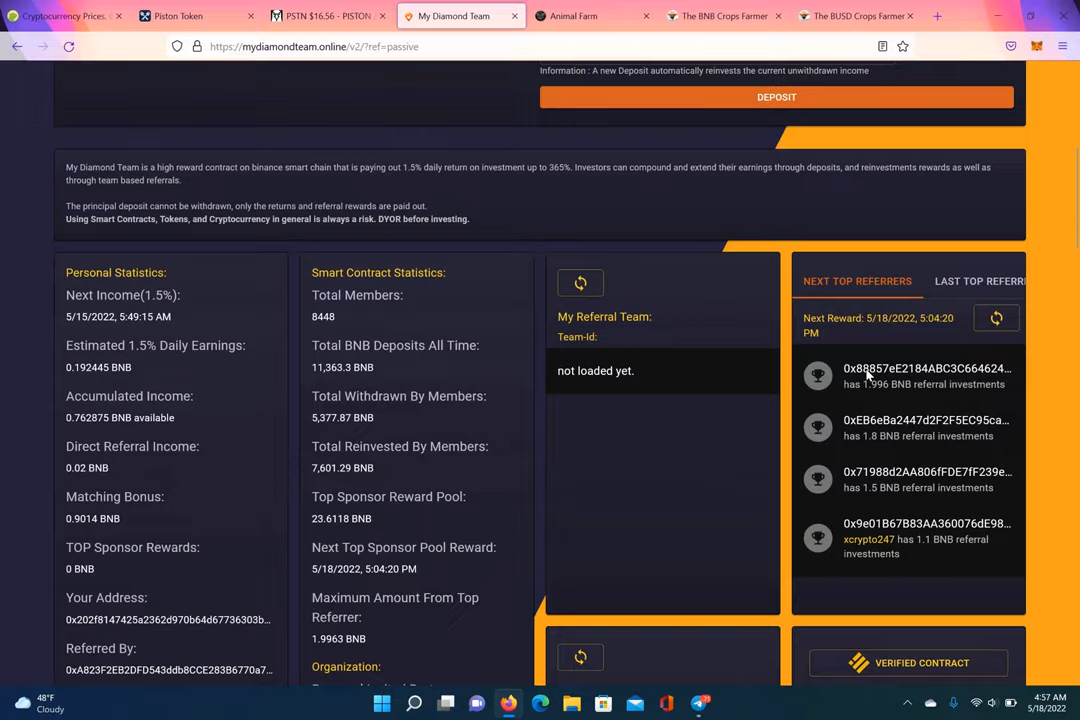 Cryptocurrency Prices, C
Piston Token
PSTN $16,56 - PISTON /
My Diamond Team
Animal Farm
The BNB Crops Farmer
The BUSD Crops Farmer
https://mydiamondteam.online/v2/?ref=passive
Information : A new Deposit automatically reinvests the current unwithdrawn income
DEPOSIT
My Diamond Team is a high reward contract on binance smart chain that is paying out 1.5% daily return on investment up to 365%. Investors can compound and extend their earnings through deposits, and reinvestments rewards as well as
through team based referrals.
The principal deposit cannot be withdrawn, only the returns and referral rewards are paid out.
Using Smart Contracts, Tokens, and Cryptocurrency in general is always a risk. DYOR before investing.
Personal Statistics:
Next Income(1.5%):
5/15/2022, 5:49:15 AM
Estimated 1.5% Daily Earnings:
0.192445 BNB
Accumulated Income:
0.762875 BNB available
Direct Referral Income:
0.02 BNB
Matching Bonus:
0.9014 BNB
TOP Sponsor Rewards:
0 BNB
Your Address:
0x202f8147425a2362d970b64d67736303b...
Referred By:
0xA823F2EB2DFD543ddb8CCE283B6770a7...
Smart Contract Statistics:
Total Members:
8448
Total BNB Deposits All Time:
11,363.3 BNB
Total Withdrawn By Members:
5,377.87 BNB
Total Reinvested By Members:
7,601.29 BNB
Top Sponsor Reward Pool:
23.6118 BNB
Next Top Sponsor Pool Reward:
5/18/2022, 5:04:20 PM
Maximum Amount From Top
Referrer:
1.9963 BNB
Organization:
My Referral Team:
Team-Id:
not loaded yet.
NEXT TOP REFERRERS
LAST TOP REFERRI
Next Reward: 5/18/2022, 5:04:20
PM
0x88857eE2184ABC3C664624...
has 1.996 BNB referral investments
0xEB6eBa2447d2F2F5EC95ca...
has 1.8 BNB referral investments
0x71988d2AA806fFDE7fF239e...
has 1.5 BNB referral investments
0x9e01B67B83AA360076dE98...
xcrypto247 has 1.1 BNB referral
investments
VERIFIED CONTRACT
48°F
Cloudy
4:57 AM
5/18/2022